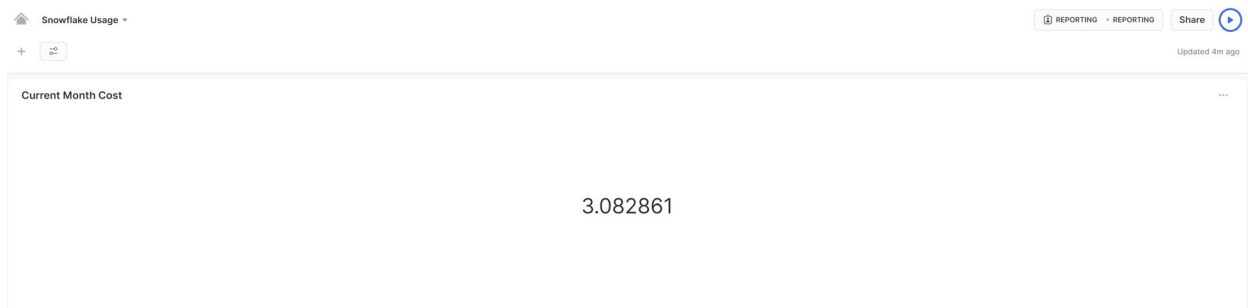 Snowflake Usage
REPORTING • REPORTING
Share
Updated 4m ago
Current Month Cost
3.082861